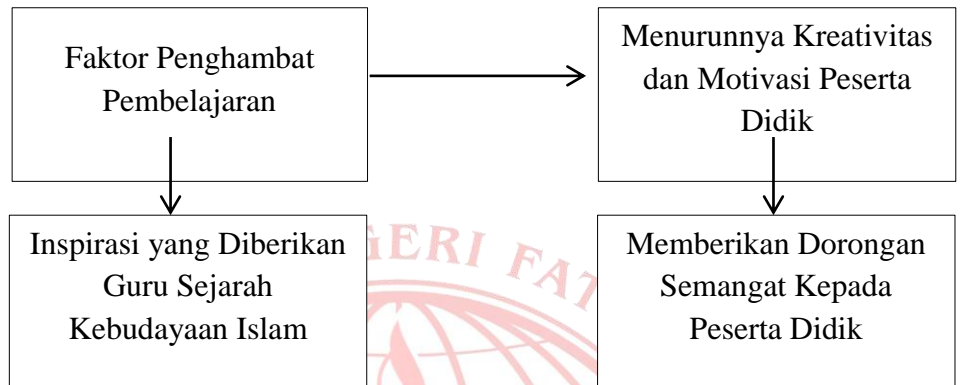 Faktor Penghambat
Pembelajaran
Menurunnya Kreativitas
dan Motivasi Peserta
Didik
Inspirasi yang Diberikan
Guru Sejarah
Kebudayaan Islam
Memberikan Dorongan
Semangat Kepada
Peserta Didik